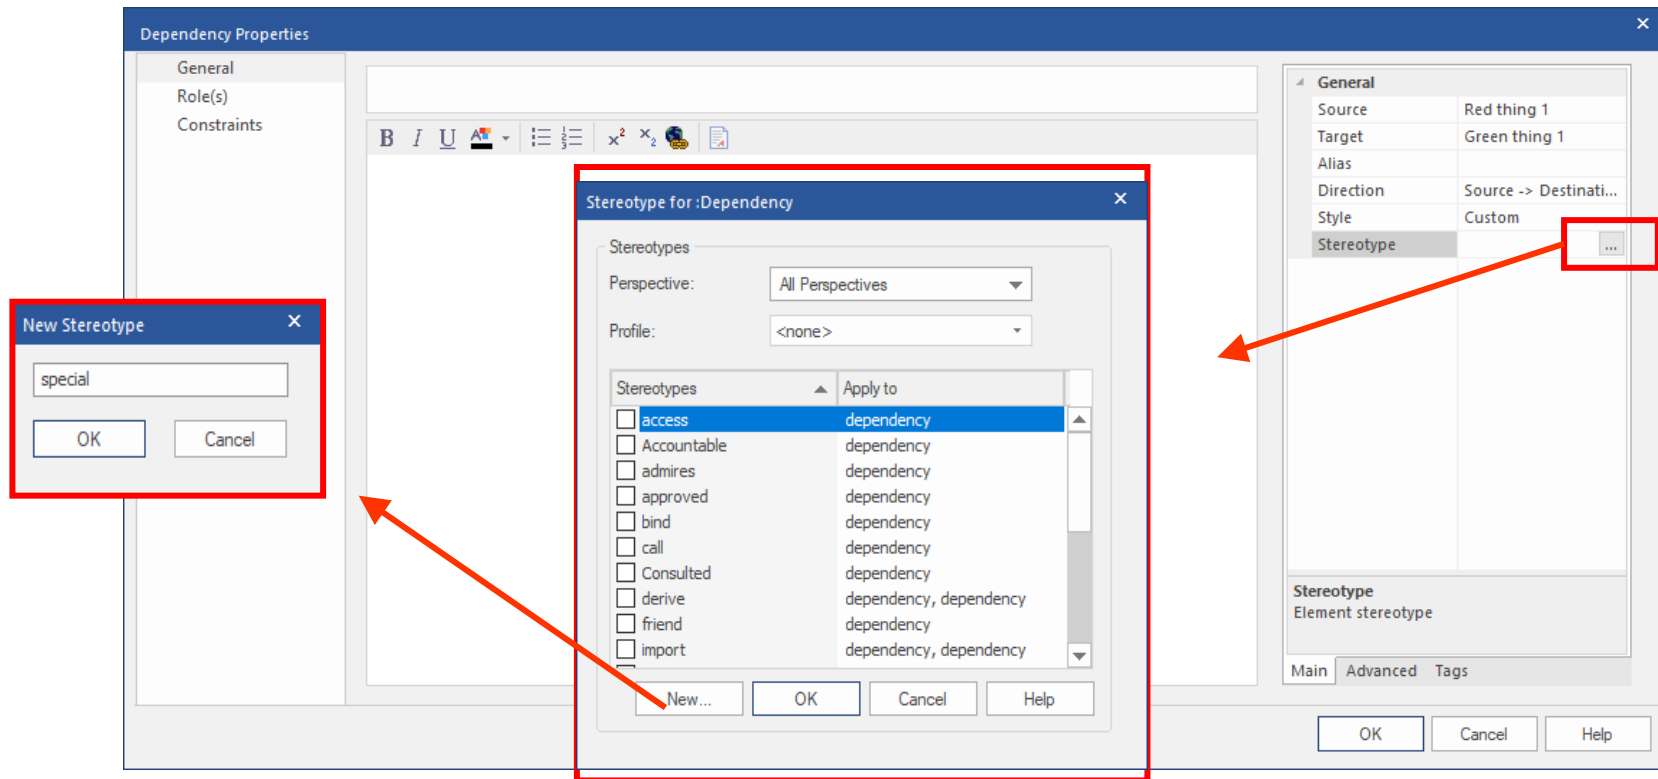 Dependency Properties
General
Role(s)
Constraints
B I U A x² x₂
General
Source Red thing 1
Target Green thing 1
Alias
Direction Source -> Destinati...
Style Custom
Stereotype ...
Stereotype
Element stereotype
Main Advanced Tags
OK Cancel Help
Stereotype for :Dependency
Stereotypes
Perspective: All Perspectives
Profile: <none>
Stereotypes Apply to
access dependency
Accountable dependency
admires dependency
approved dependency
bind dependency
call dependency
Consulted dependency
derive dependency, dependency
friend dependency
import dependency, dependency
New... OK Cancel Help
New Stereotype
special
OK Cancel